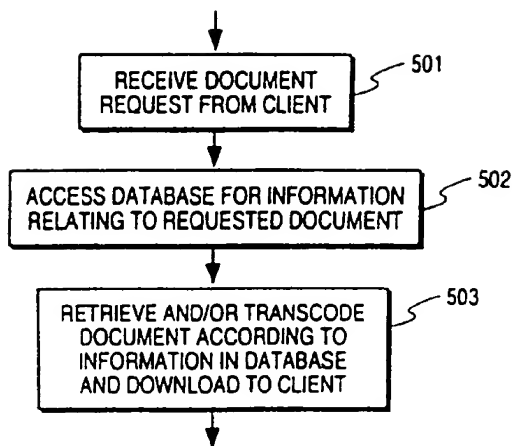 RECEIVE DOCUMENT
REQUEST FROM CLIENT
501
ACCESS DATABASE FOR INFORMATION
RELATING TO REQUESTED DOCUMENT
502
RETRIEVE AND/OR TRANSCODE
DOCUMENT ACCORDING TO
INFORMATION IN DATABASE
AND DOWNLOAD TO CLIENT
503